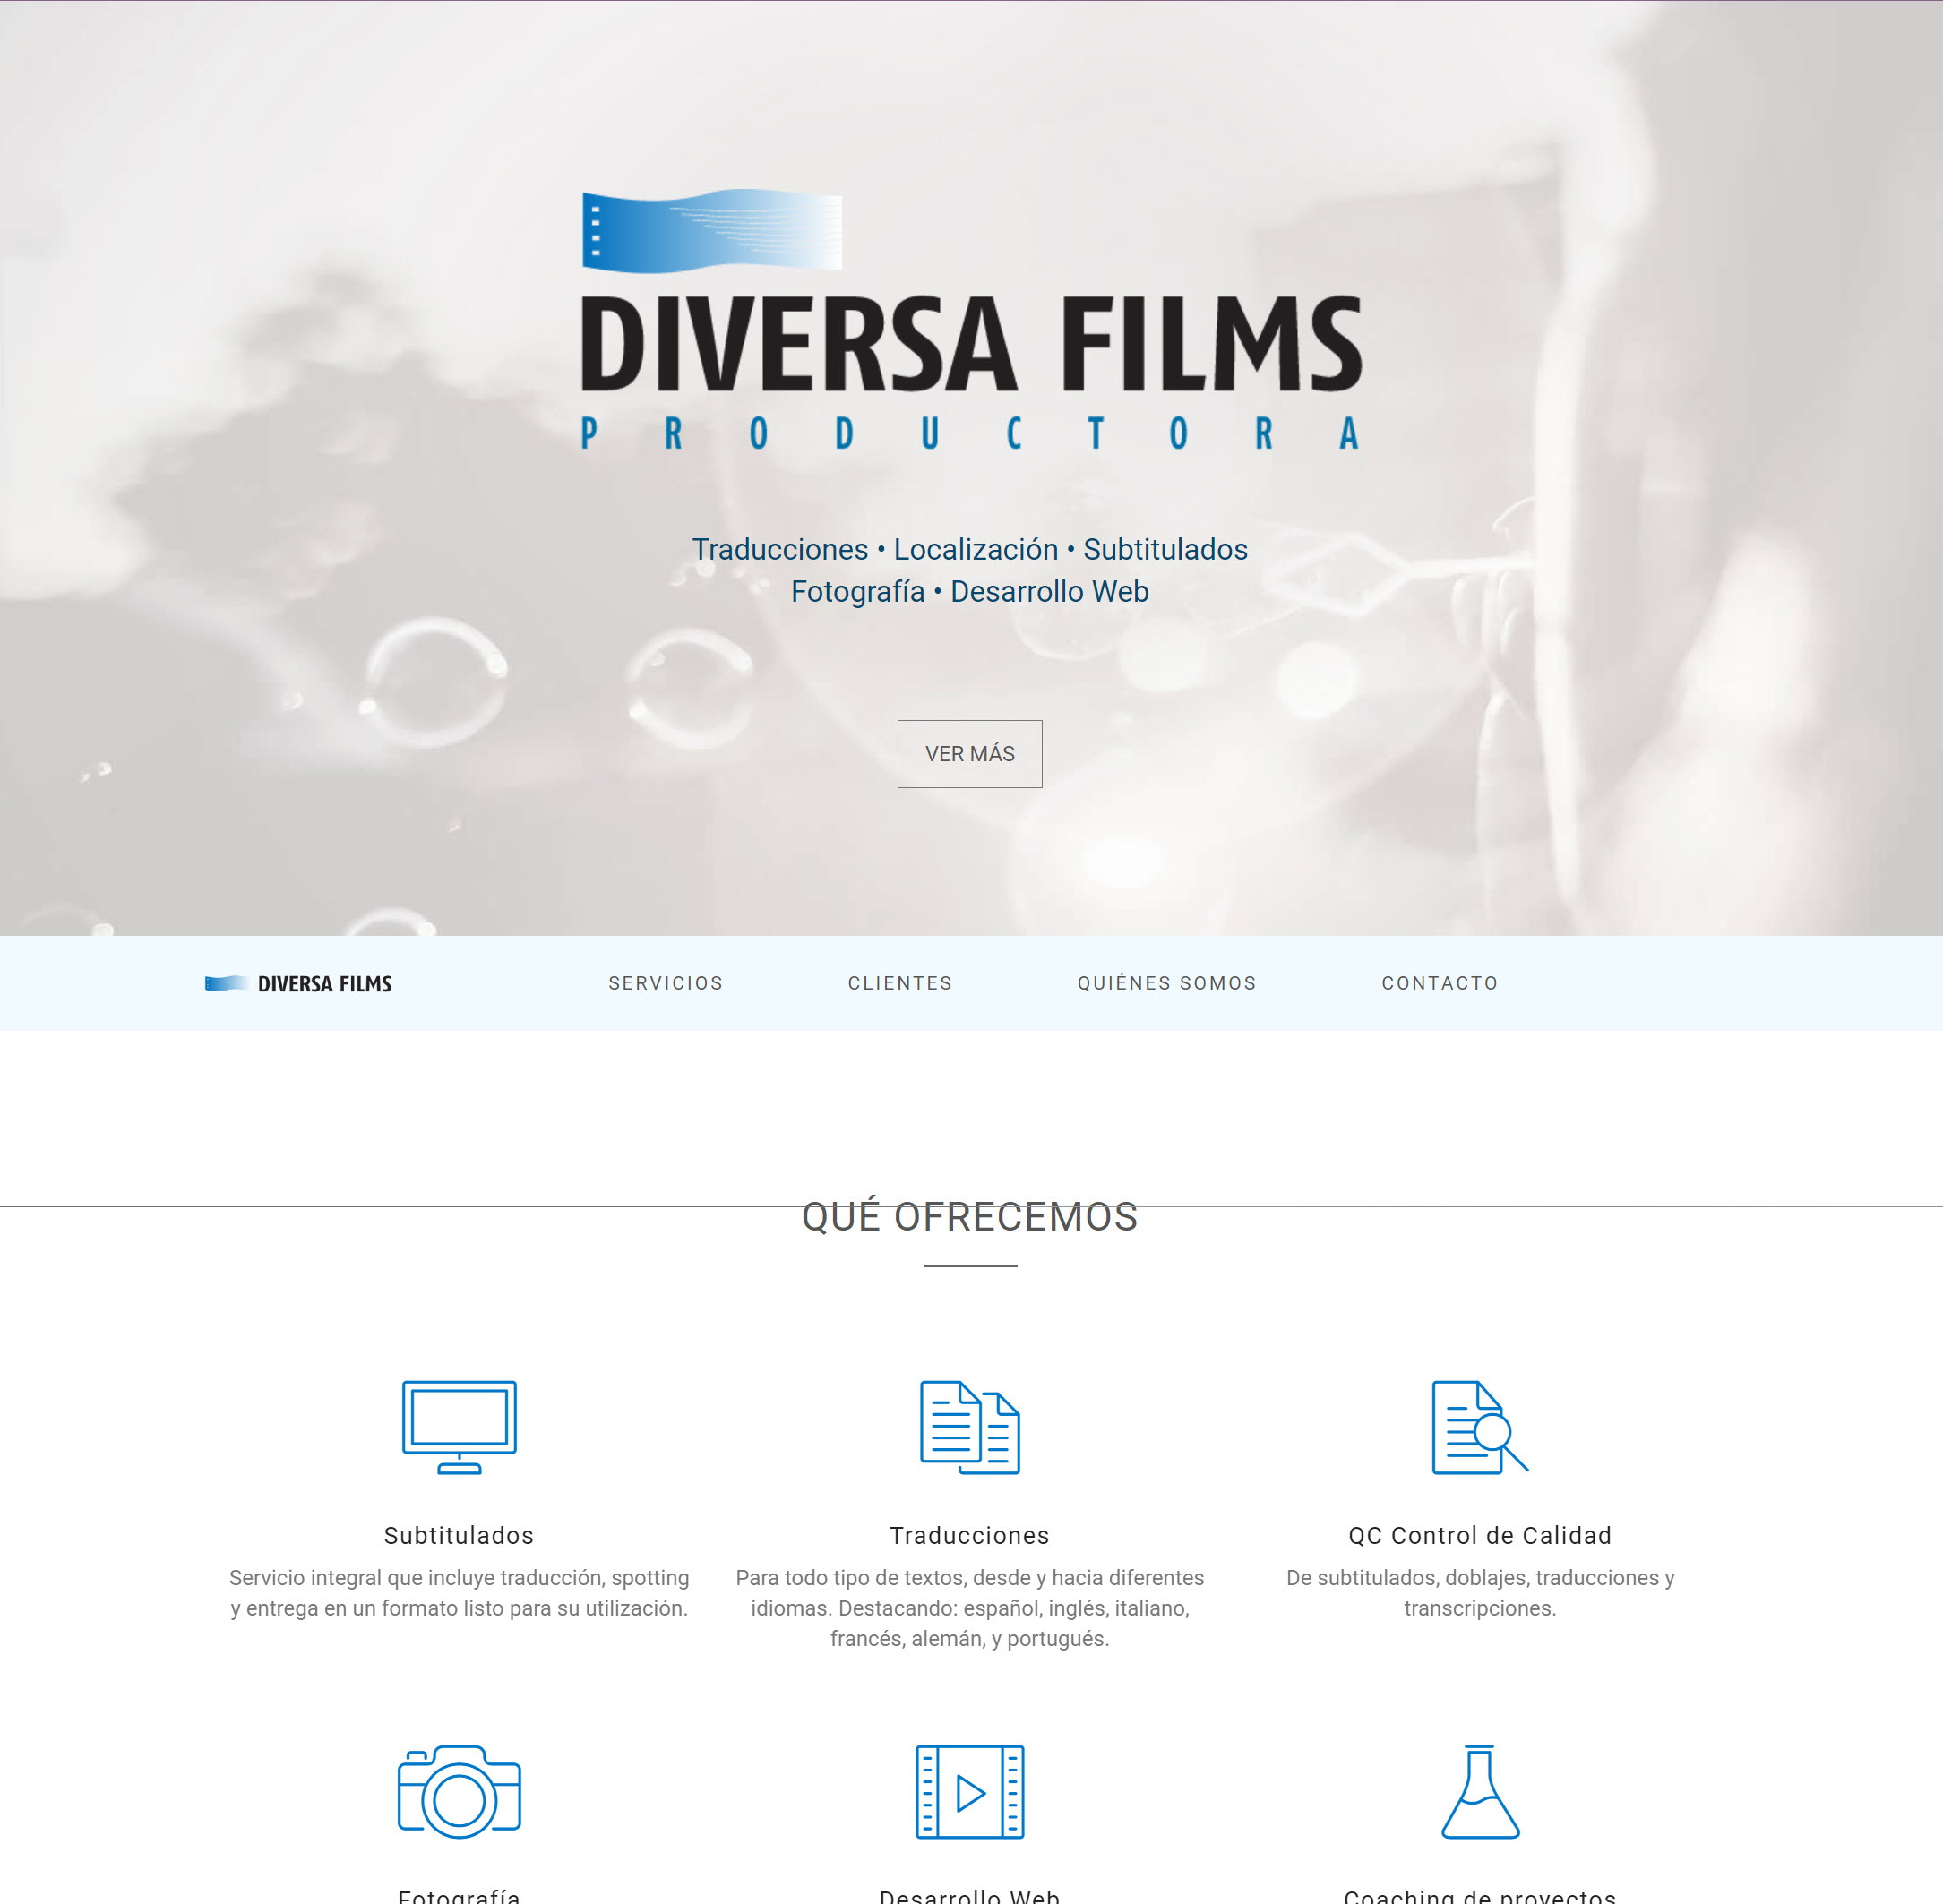 DIVERSA FILMS
PRODUCTORA
Traducciones • Localización • Subtitulados
Fotografía • Desarrollo Web
VER MÁS
DIVERSA FILMS
SERVICIOS
CLIENTES
QUIÉNES SOMOS
CONTACTO
QUÉ OFRECEMOS
Subtitulados
Servicio integral que incluye traducción, spotting
y entrega en un formato listo para su utilización.
Traducciones
Para todo tipo de textos, desde y hacia diferentes
idiomas. Destacando: español, inglés, italiano,
francés, alemán, y portugués.
QC Control de Calidad
De subtitulados, doblajes, traducciones y
transcripciones.
Fotografía
Desarrollo Web
Coaching de proyectos